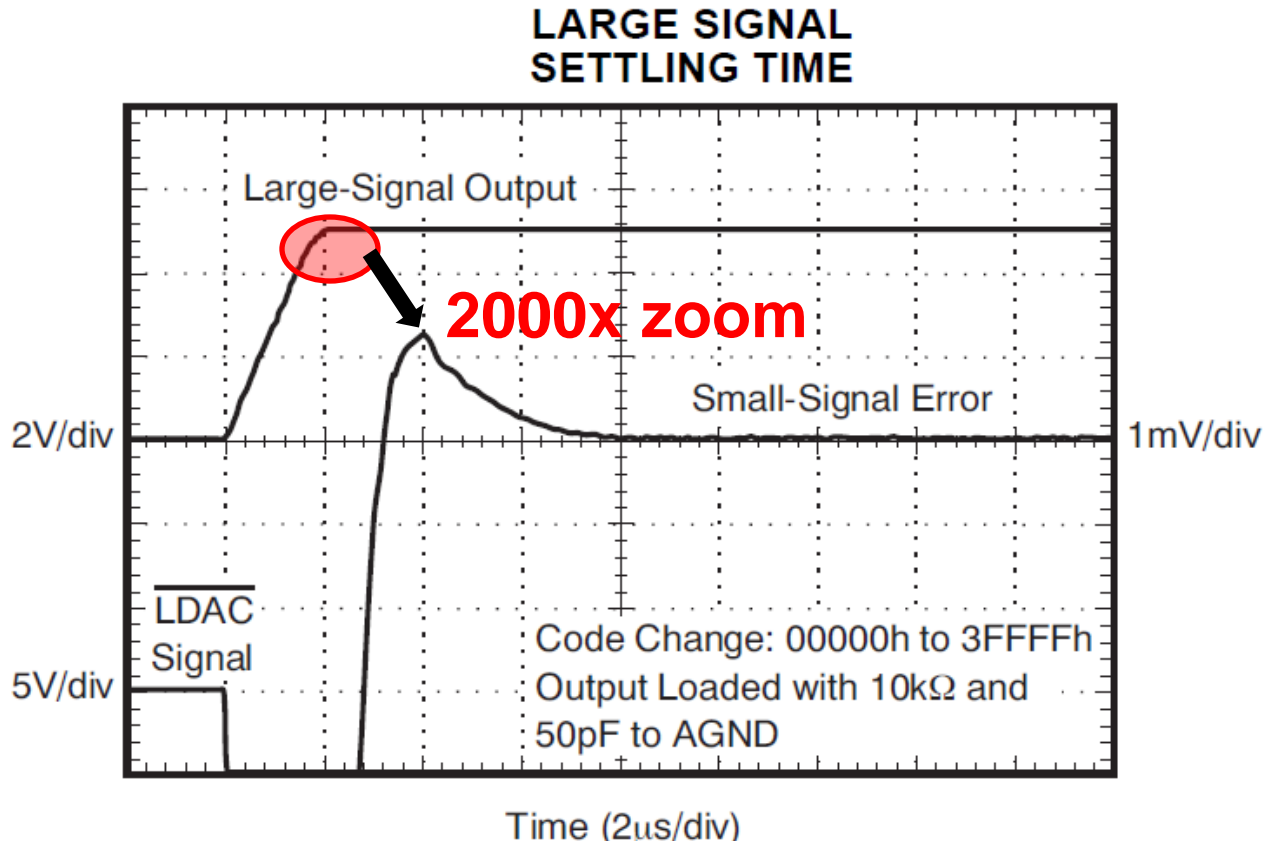 LARGE SIGNAL
SETTLING TIME
Large-Signal Output
2000x zoom
Small-Signal Error
2V/div
1mV/div
LDAC
Signal
5V/div
Code Change: 00000h to 3FFFFh
Output Loaded with 10kΩ and
50pF to AGND
Time (2μs/div)